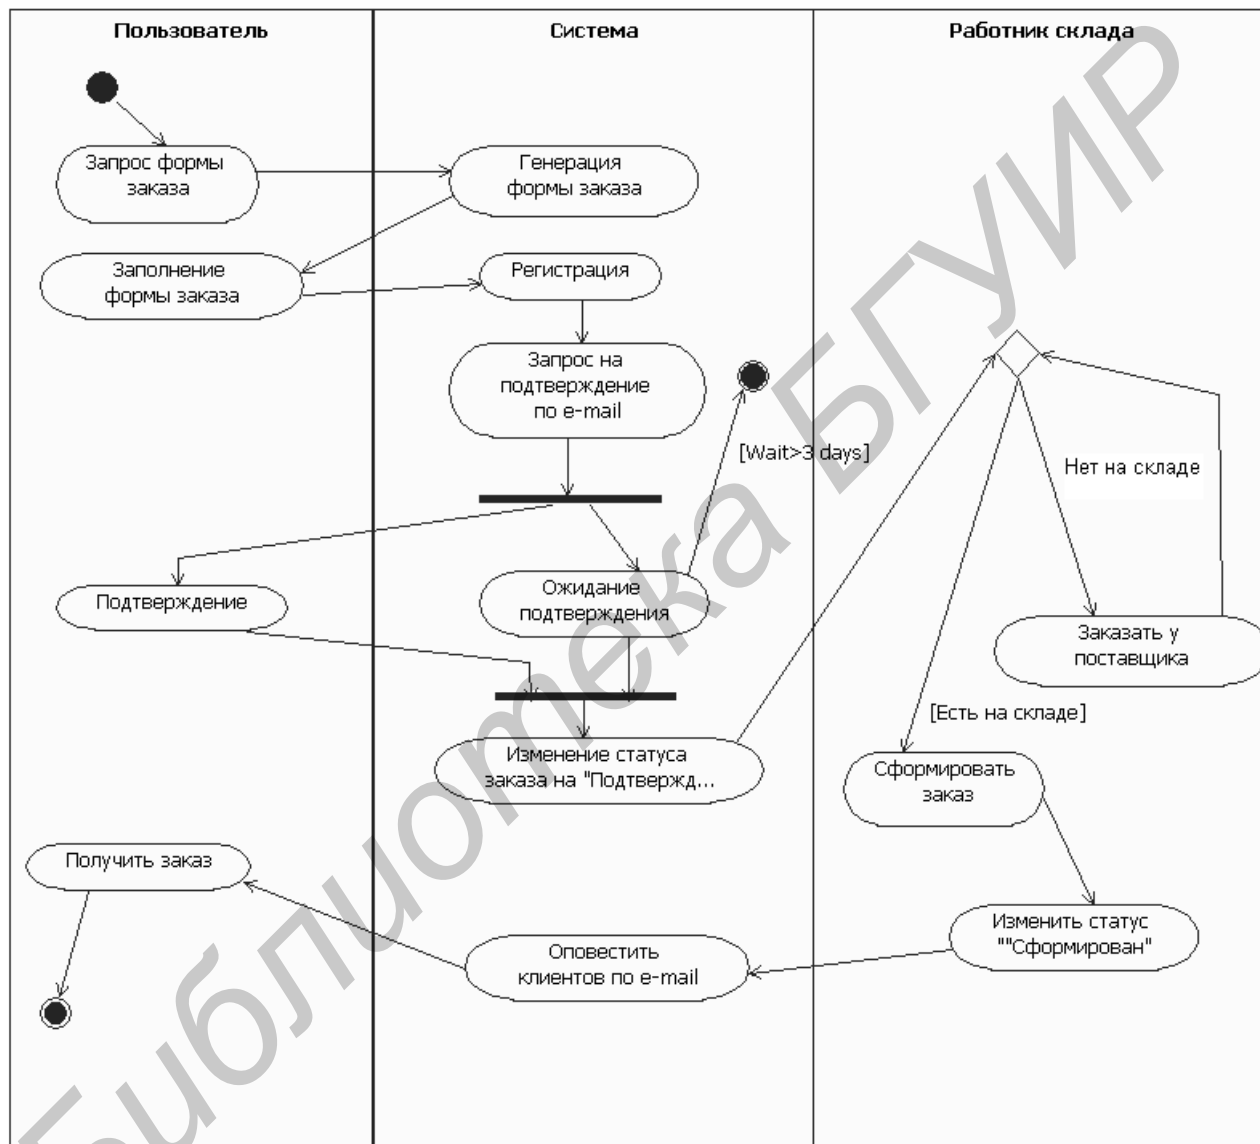 Пользователь
Система
Работник склада
Запрос формы
заказа
Генерация
формы заказа
Заполнение
формы заказа
Регистрация
Запрос на
подтверждение
по e-mail
[Wait>3 days]
Нет на складе
Подтверждение
Ожидание
подтверждения
Заказать у
поставщика
[Есть на складе]
Изменение статуса
заказа на "Подтвержд...
Сформировать
заказ
Получить заказ
Изменить статус
""Сформирован"
Оповестить
клиентов по e-mail
Библиотека БГУИР